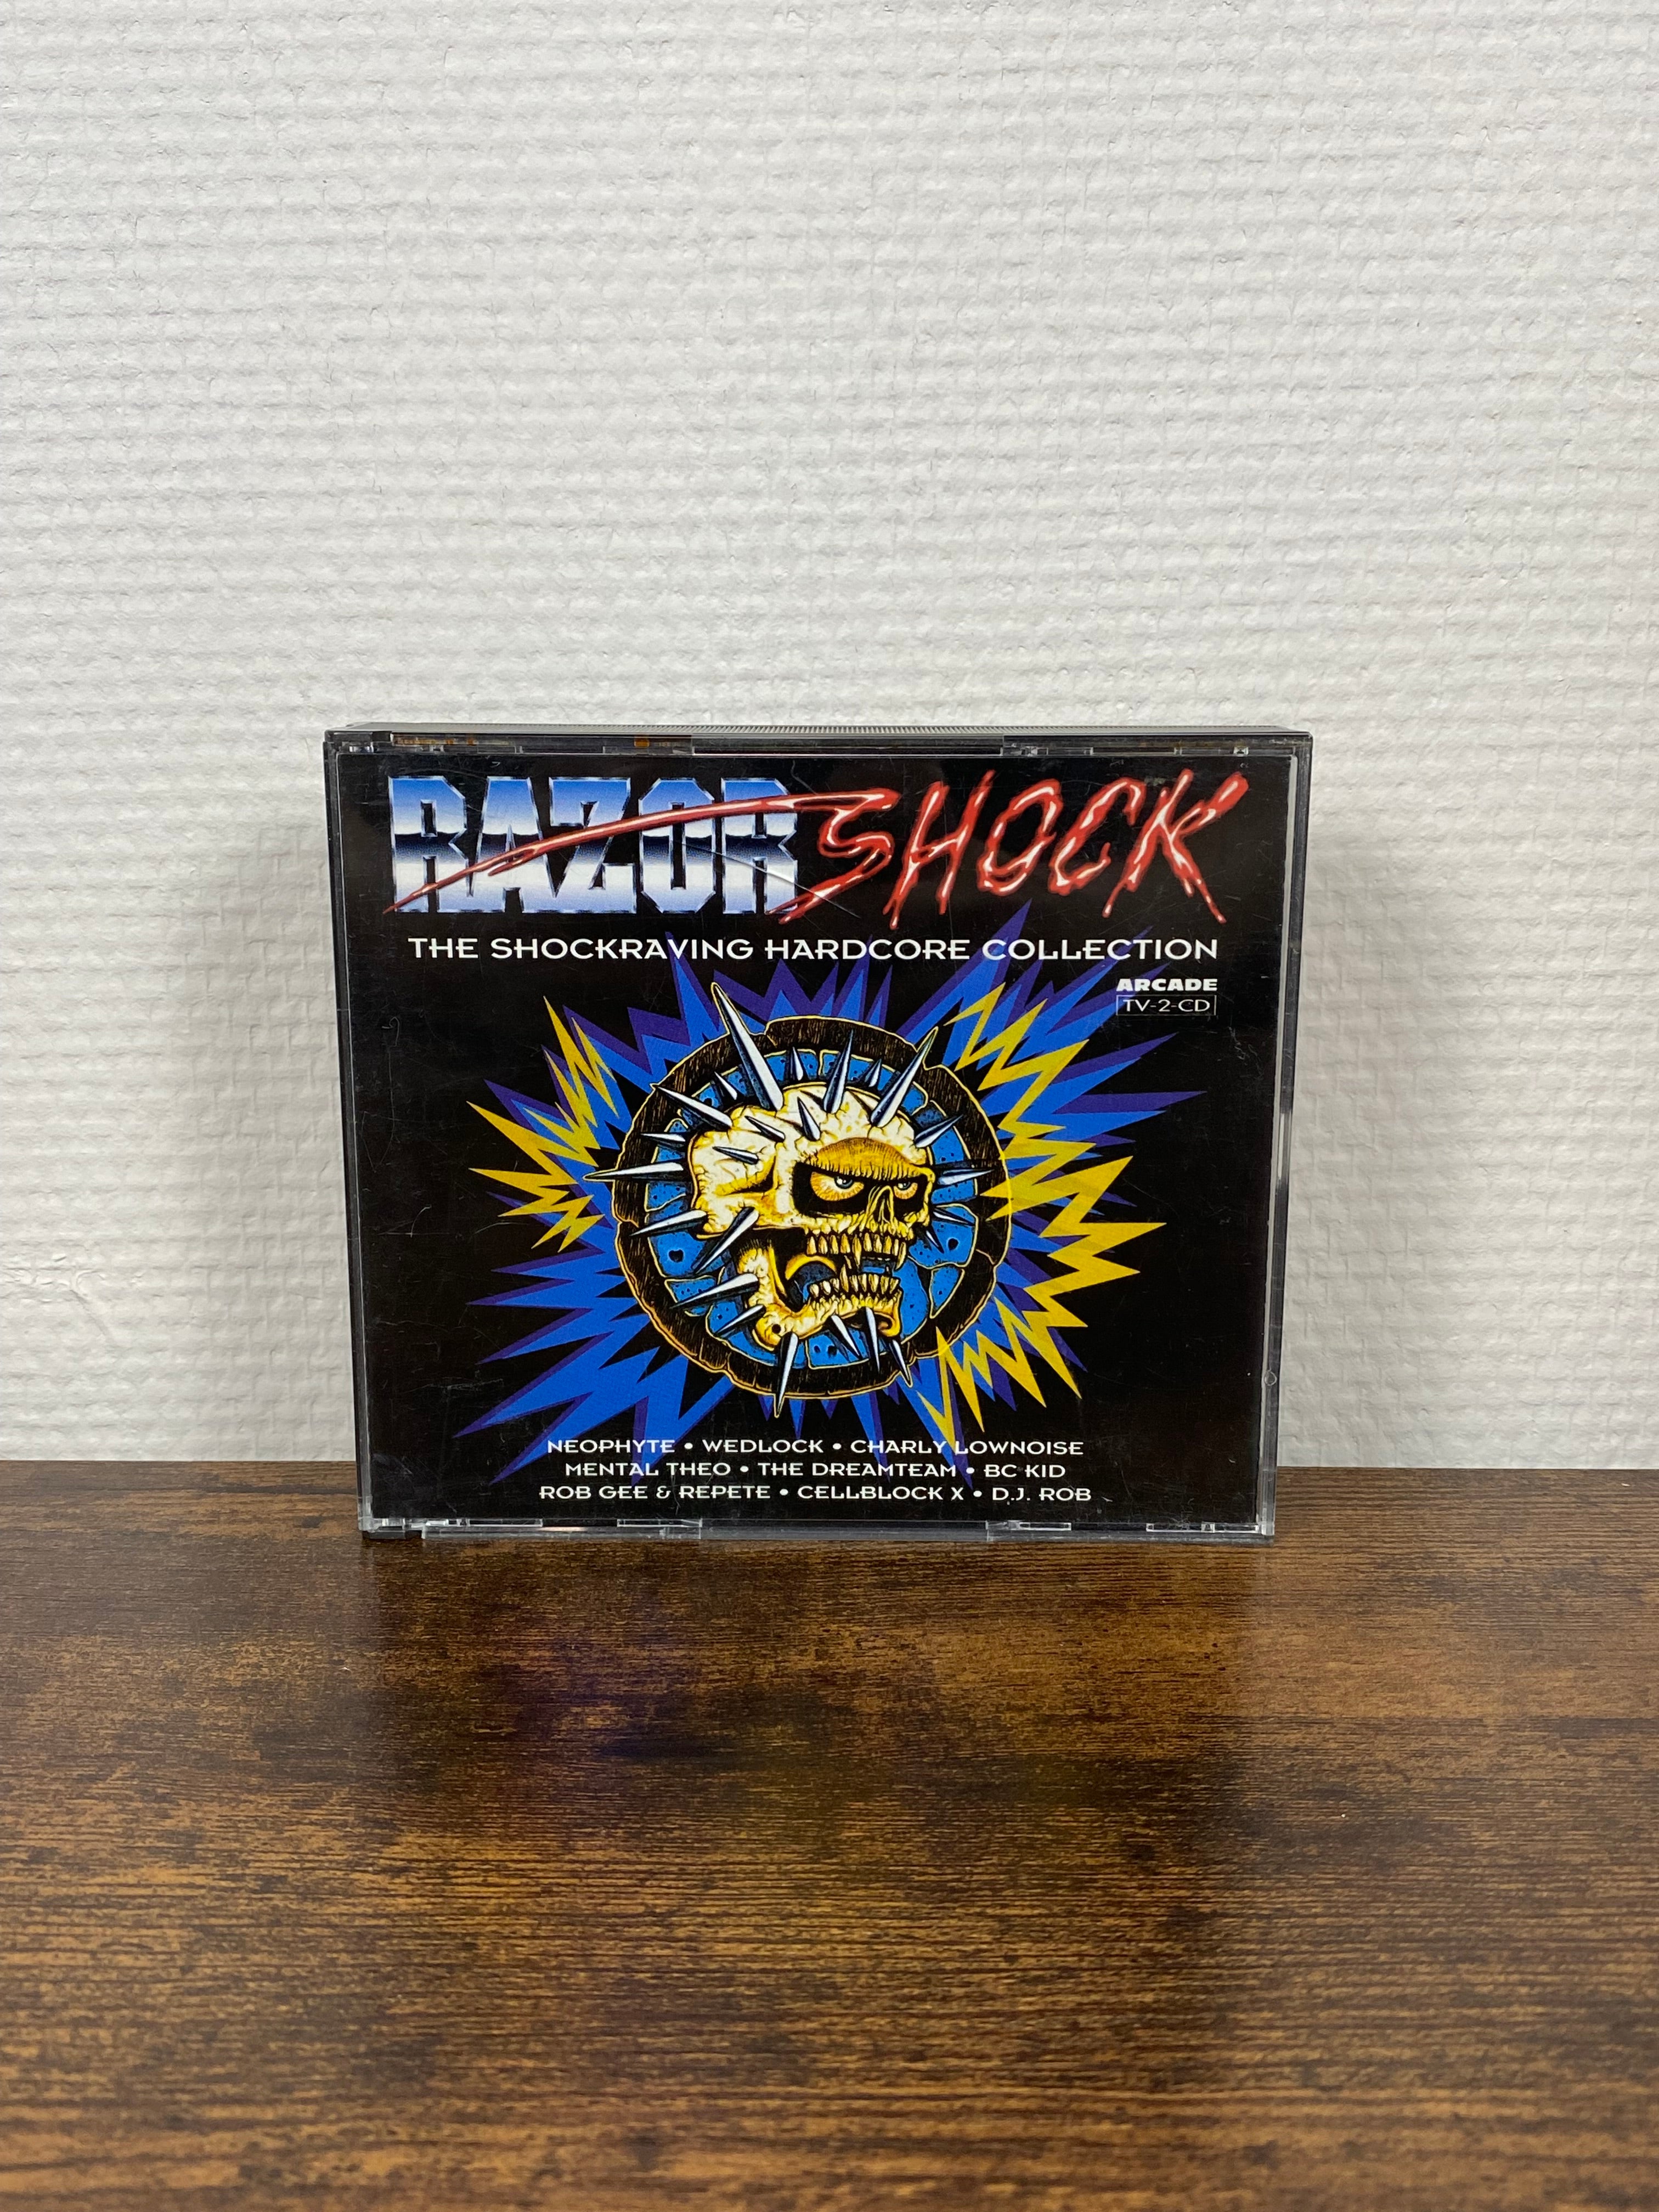 RAZOR SHOCK
THE SHOCKRAVING HARDCORE COLLECTION
ARCADE
TV-2-CD
NEOPHYTE • WEDLOCK • CHARLY LOWNOISE
MENTAL THEO • THE DREAMTEAM • BC KID
ROB GEE & REPETE • CELLBLOCK X • D.J. ROB